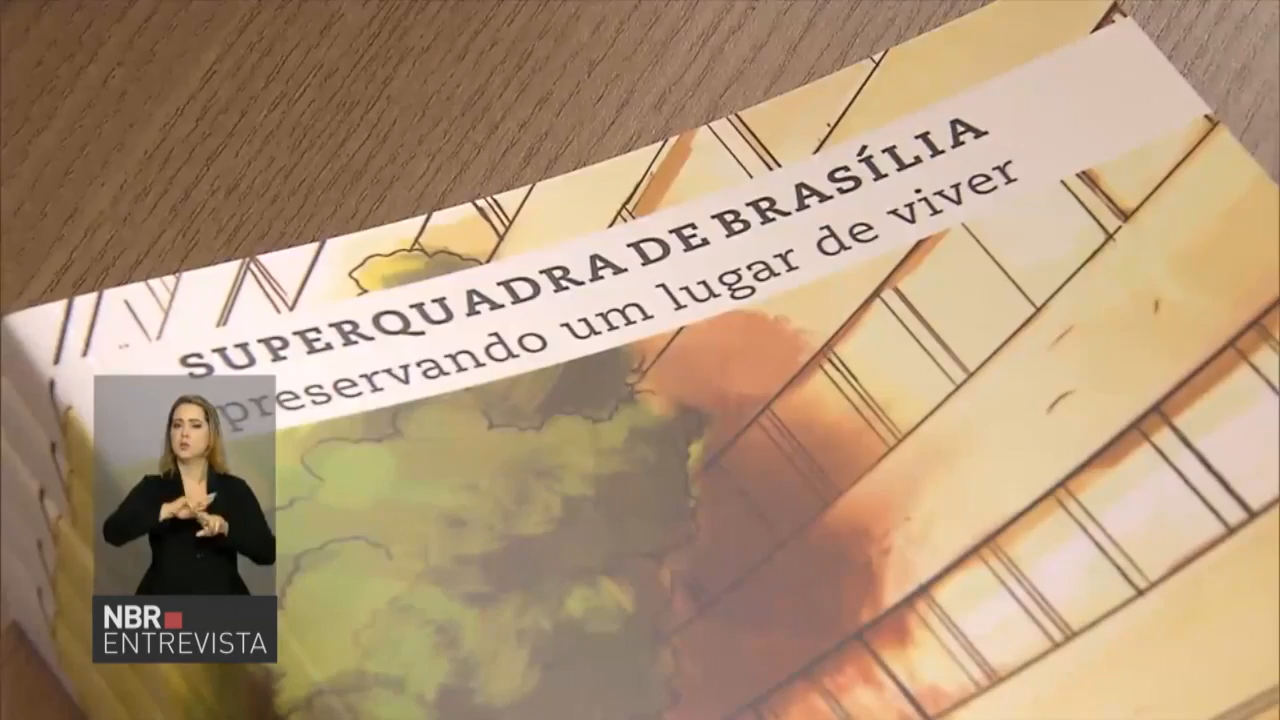 SUPERQUADRA DE BRASÍLIA
preservando um lugar de viver
NBR
ENTREVISTA